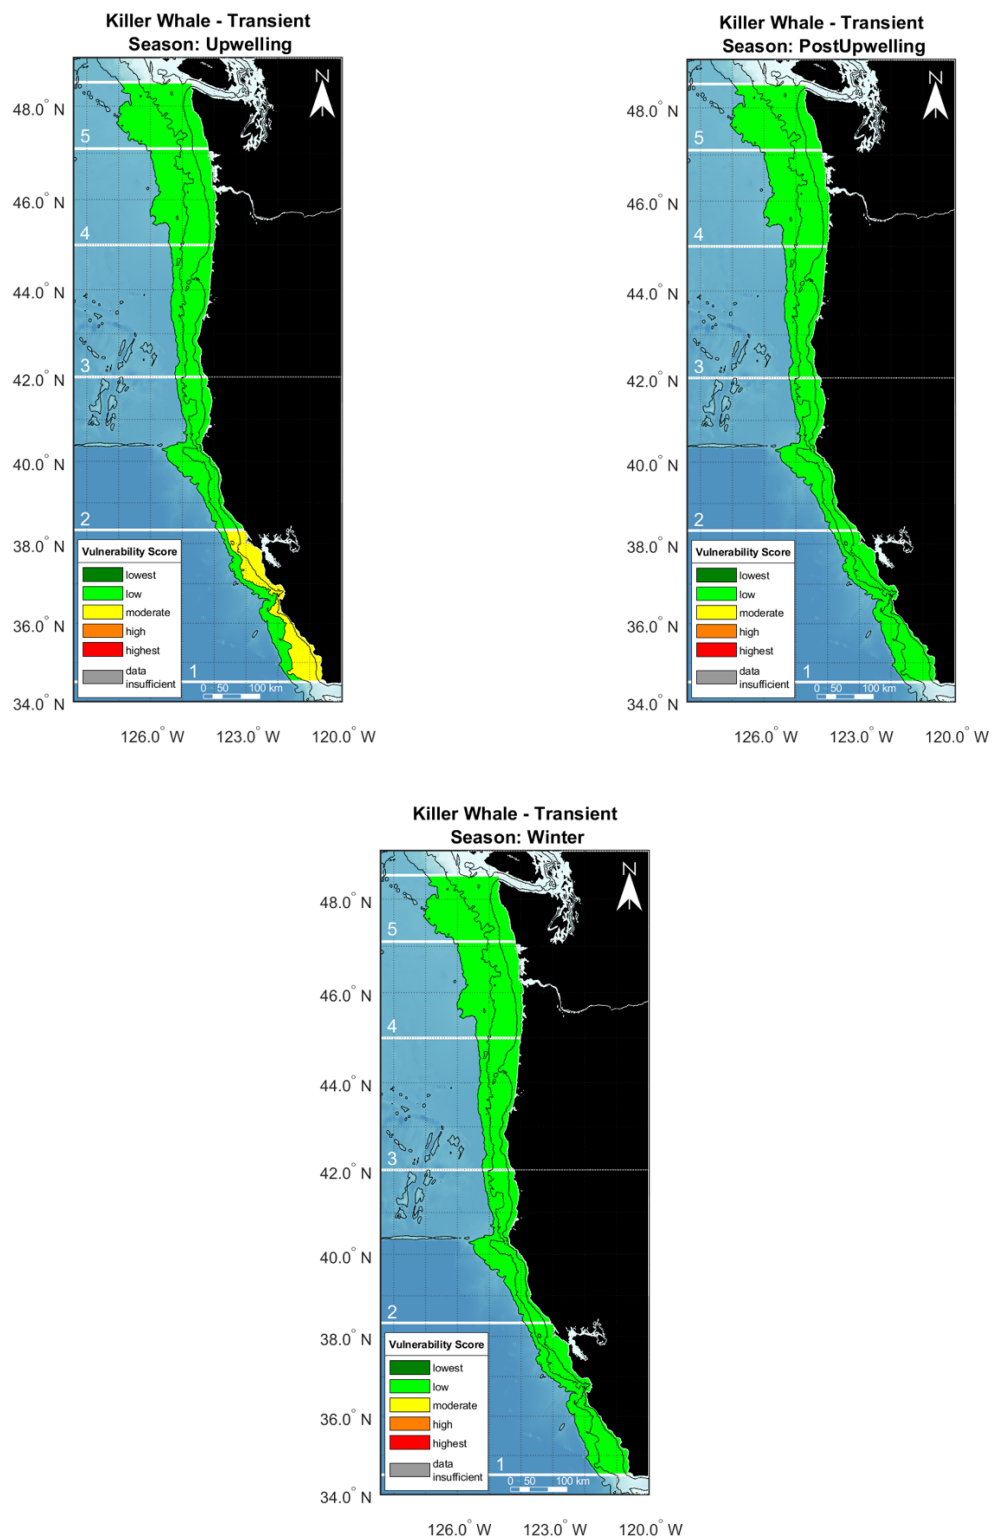 Killer Whale - Transient
Season: Upwelling
N
48.0° N
5
46.0° N
4
44.0° N
3
42.0° N
40.0° N
2
38.0° N
Vulnerability Score
lowest
low
moderate
36.0° N
high
highest
data
insufficient
1
0 50 100 km
34.0° N
126.0° W 123.0° W 120.0° W
Killer Whale - Transient
Season: PostUpwelling
N
48.0° N
5
46.0° N
4
44.0° N
3
42.0° N
40.0° N
2
38.0° N
Vulnerability Score
lowest
low
moderate
36.0° N
high
highest
data
insufficient
1
0 50 100 km
34.0° N
126.0° W 123.0° W 120.0° W
Killer Whale - Transient
Season: Winter
N
48.0° N
5
46.0° N
4
44.0° N
3
42.0° N
40.0° N
2
38.0° N
Vulnerability Score
lowest
low
moderate
36.0° N
high
highest
data
insufficient
1
0 50 100 km
34.0° N
126.0° W 123.0° W 120.0° W